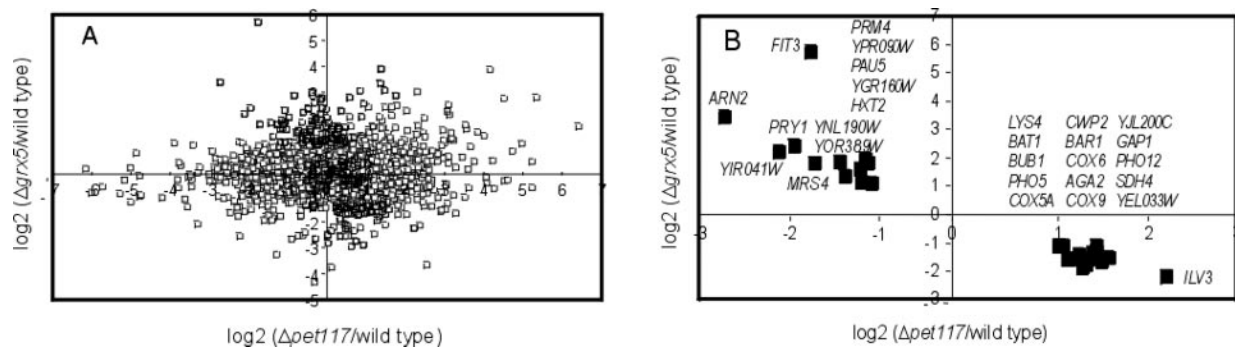 A
6
5
4
3
2
1
-7 -6 -5 -4 -3 -2 0 1 2 3 4 5 6 7
-2
-3
-4
-5
log2 (Δgrx5/wild type)
log2 (Δpet117/wild type)
B
7
6
5
4
3
2
1
0
-1
-2
-3
FIT3
PRM4
YPR090W
PAU5
YGR160W
HXT2
ARN2
PRY1 YNL190W
YOR389W
YIR041W
MRS4
LYS4 CWP2 YJL200C
BAT1 BAR1 GAP1
BUB1 COX6 PHO12
PHO5 AGA2 SDH4
COX5A COX9 YEL033W
-3 -2 -1 0 1 2 3
ILV3
log2 (Δgrx5/wild type)
log2 (Δpet117/wild type)